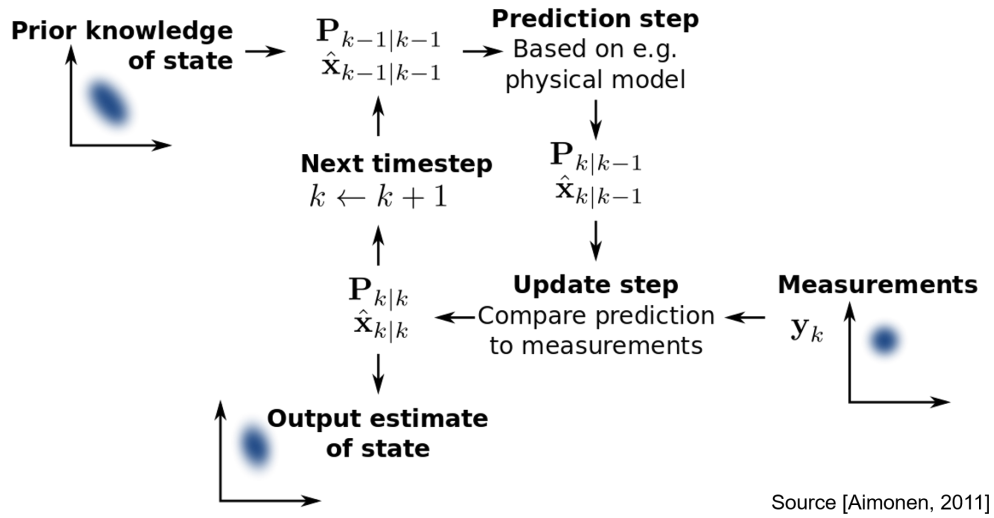 Prior knowledge
of state
P_{k-1|k-1}
x̂_{k-1|k-1}
Prediction step
Based on e.g.
physical model
P_{k|k-1}
x̂_{k|k-1}
Next timestep
k ← k + 1
P_{k|k}
x̂_{k|k}
Update step
Compare prediction
to measurements
Measurements
y_k
Output estimate
of state
Source [Aimonen, 2011]